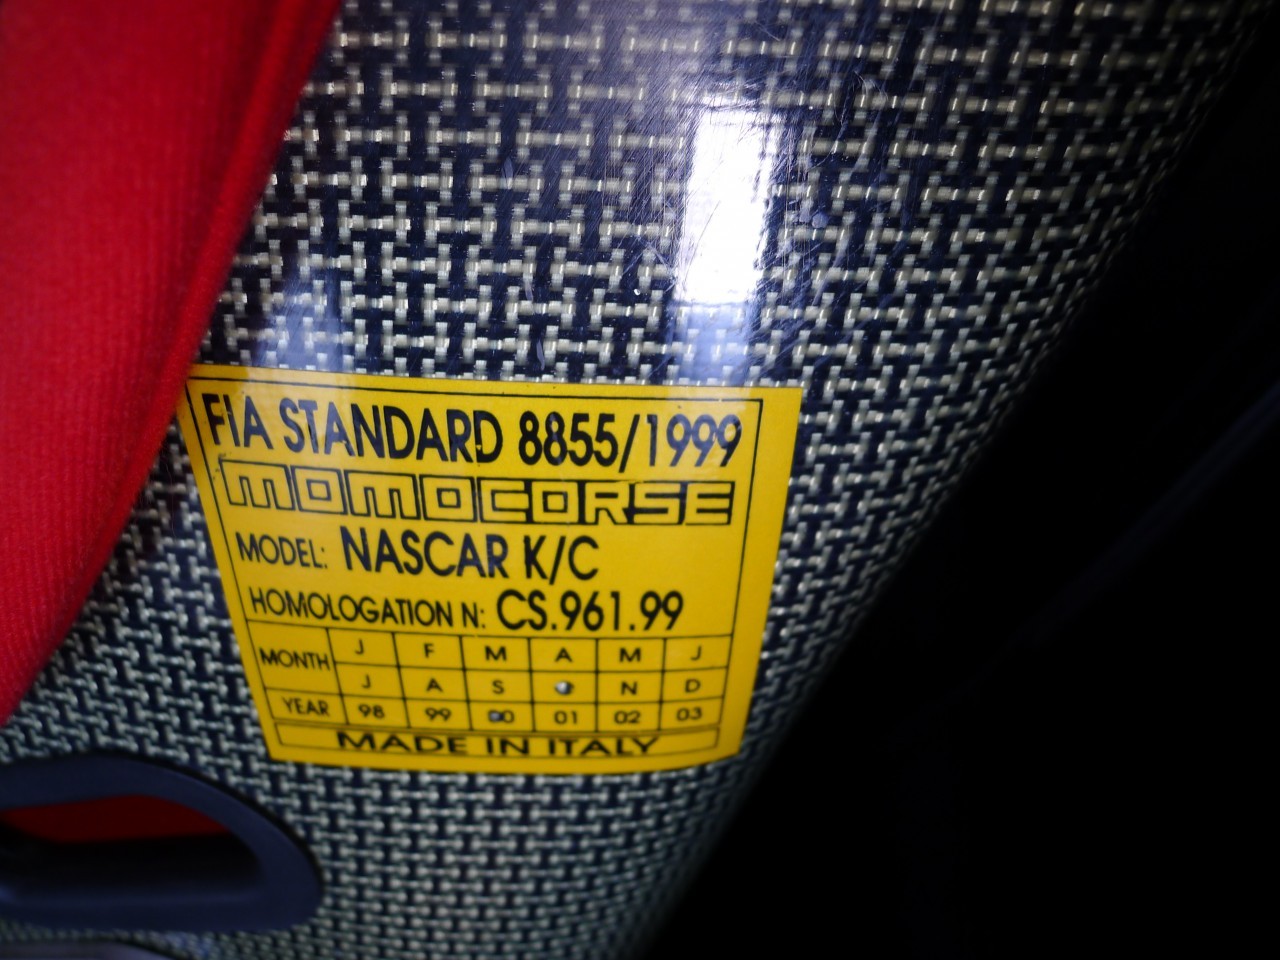 FIA STANDARD 8855/1999
MOMOCORSE
MODEL: NASCAR K/C
HOMOLOGATION N: CS.961.99
MONTH J F M A M J
J A S N D
YEAR 98 99 00 01 02 03
MADE IN ITALY